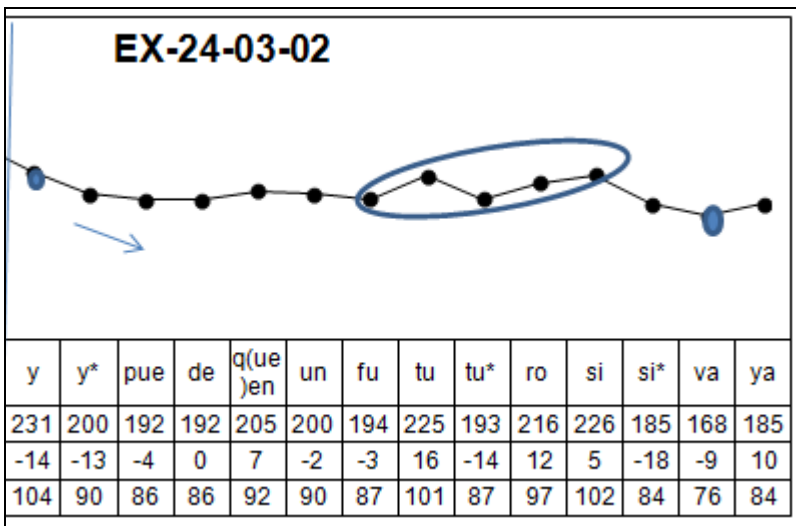 EX-24-03-02
y y* pue de q(ue )en un fu tu tu* ro si si* va ya
231 200 192 192 205 200 194 225 193 216 226 185 168 185
-14 -13 -4 0 7 -2 -3 16 -14 12 5 -18 -9 10
104 90 86 86 92 90 87 101 87 97 102 84 76 84